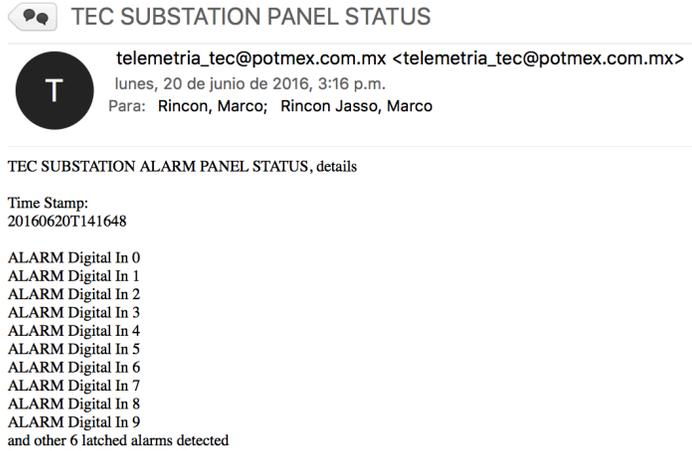 TEC SUBSTATION PANEL STATUS
T
telemetria_tec@potmex.com.mx <telemetria_tec@potmex.com.mx>
lunes, 20 de junio de 2016, 3:16 p.m.
Para: Rincon, Marco; Rincon Jasso, Marco
TEC SUBSTATION ALARM PANEL STATUS, details
Time Stamp:
20160620T141648
ALARM Digital In 0
ALARM Digital In 1
ALARM Digital In 2
ALARM Digital In 3
ALARM Digital In 4
ALARM Digital In 5
ALARM Digital In 6
ALARM Digital In 7
ALARM Digital In 8
ALARM Digital In 9
and other 6 latched alarms detected